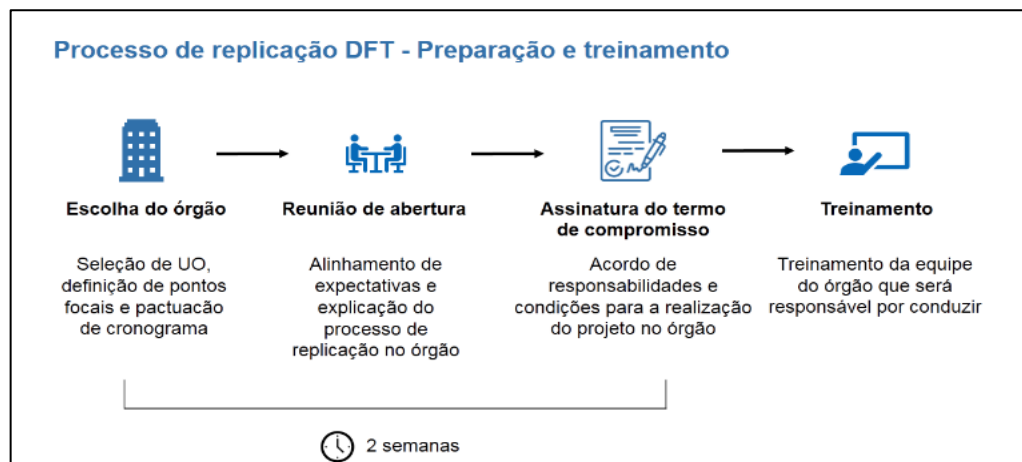 Processo de replicação DFT - Preparação e treinamento
Escolha do órgão
Seleção de UO,
definição de pontos
focais e pactuacão
de cronograma
Reunião de abertura
Alinhamento de
expectativas e
explicação do
processo de
replicação no órgão
Assinatura do termo
de compromisso
Acordo de
responsabilidades e
condições para a realização
do projeto no órgão
Treinamento
Treinamento da equipe
do órgão que será
responsável por conduzir
2 semanas